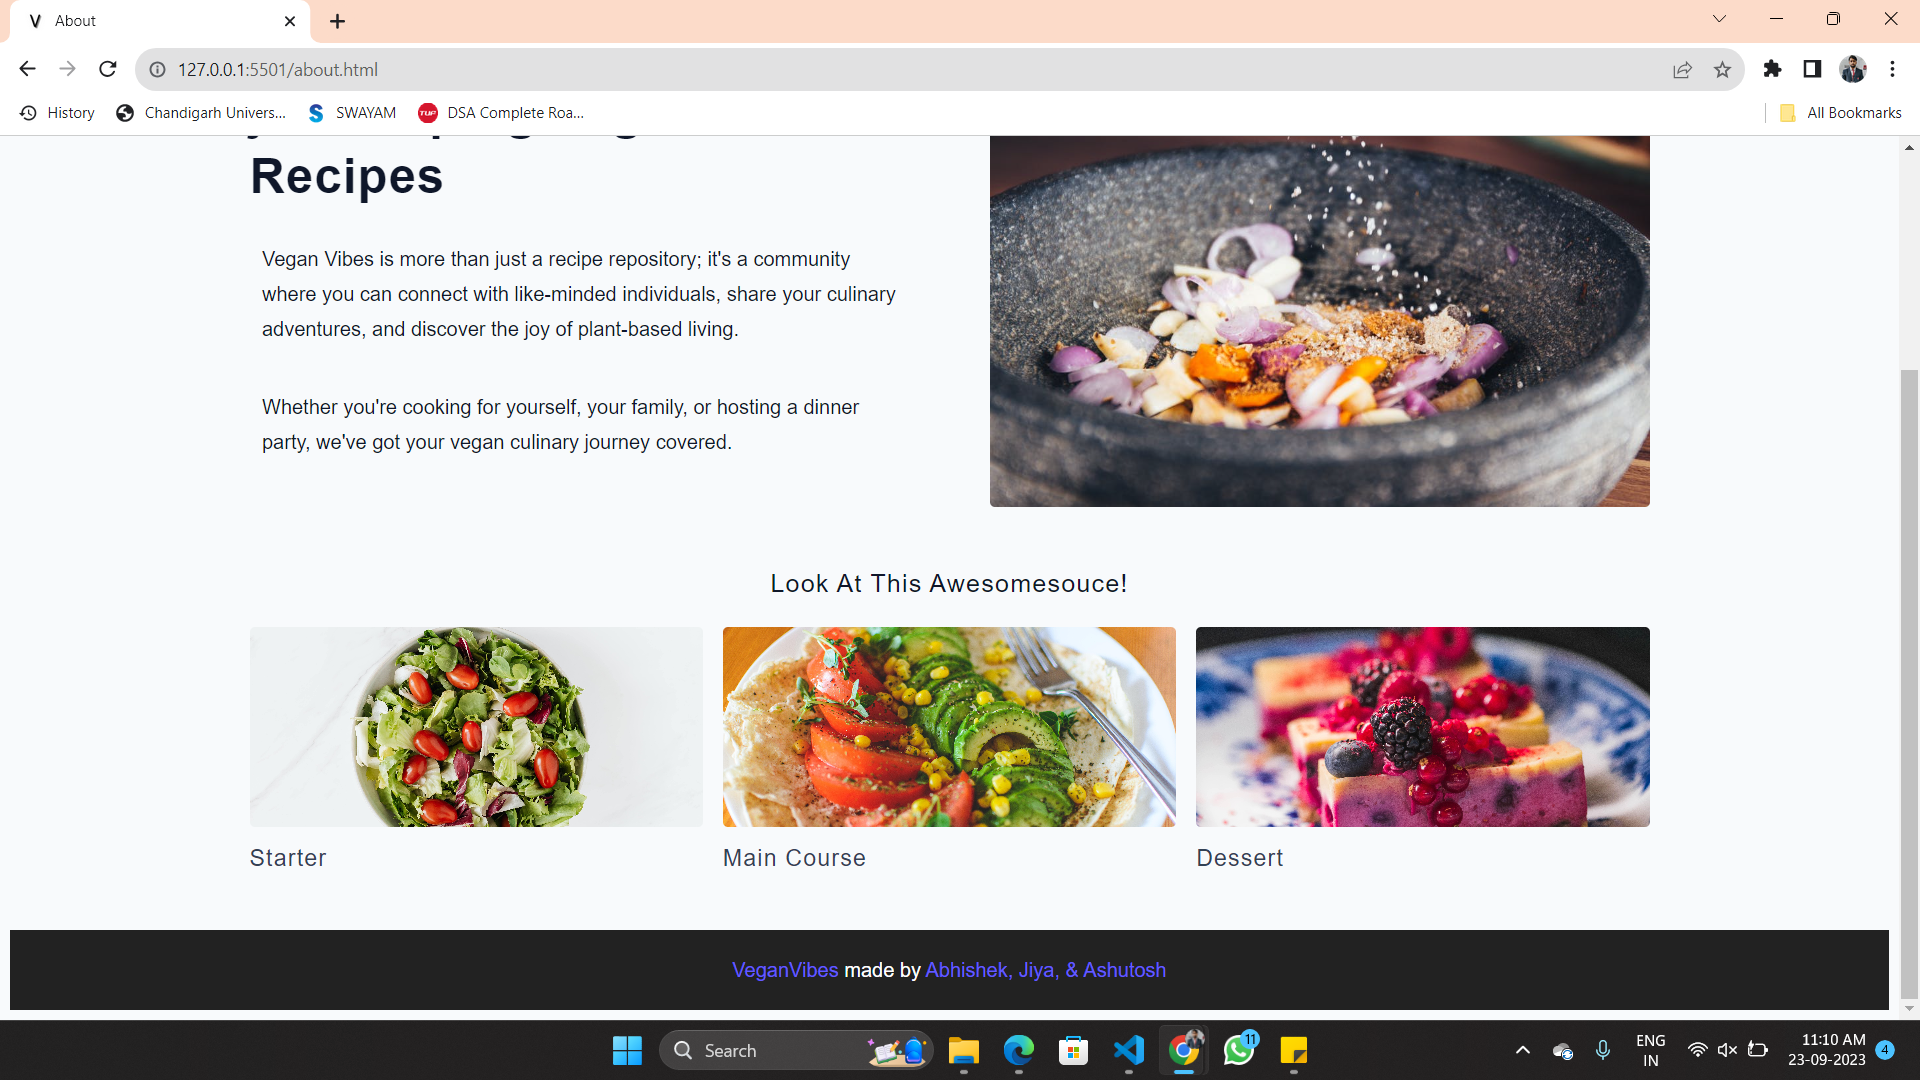 About
127.0.0.1:5501/about.html
History
Chandigarh Univers...
SWAYAM
DSA Complete Roa...
All Bookmarks
Recipes
Vegan Vibes is more than just a recipe repository; it's a community
where you can connect with like-minded individuals, share your culinary
adventures, and discover the joy of plant-based living.
Whether you're cooking for yourself, your family, or hosting a dinner
party, we've got your vegan culinary journey covered.
Look At This Awesomesouce!
Starter
Main Course
Dessert
VeganVibes made by Abhishek, Jiya, & Ashutosh
Search
11
ENG
IN
11:10 AM
23-09-2023
4